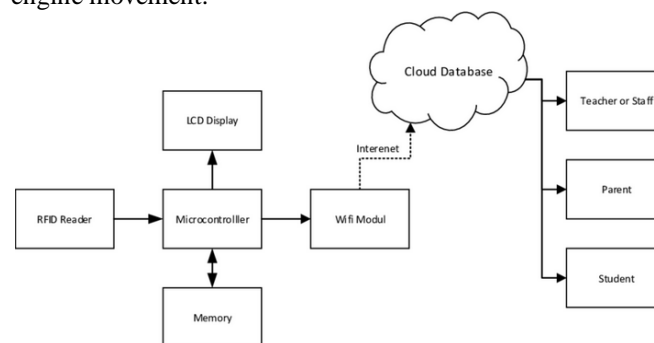 engine movement.
Cloud Database
Teacher or Staff
LCD Display
Interenet
Parent
RFID Reader
Microcontrolller
Wifi Modul
Student
Memory